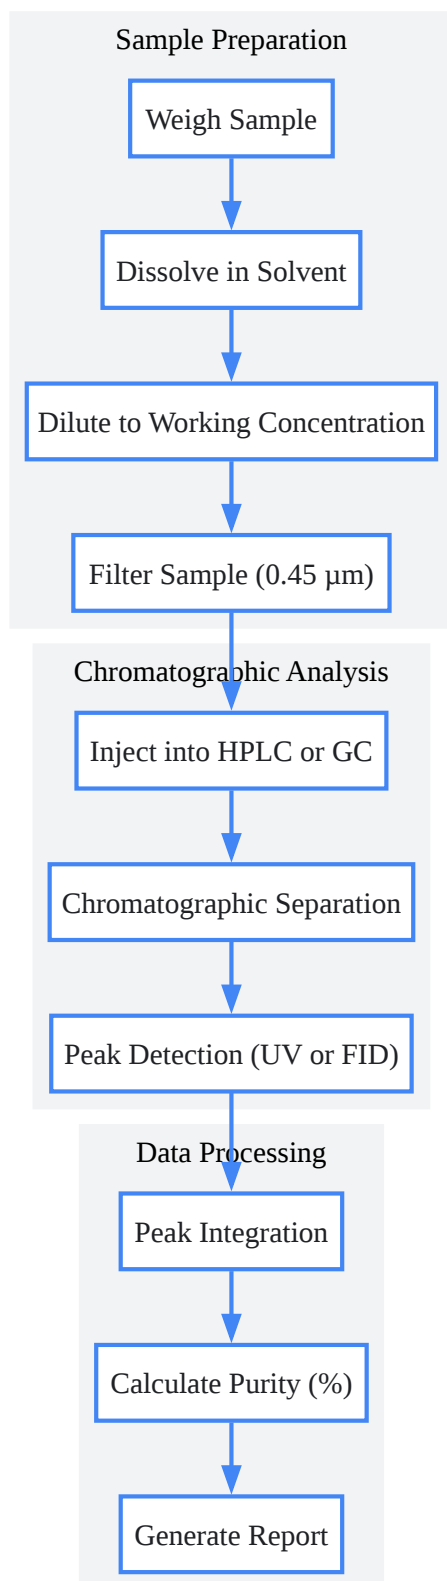 Sample Preparation
Weigh Sample
Dissolve in Solvent
Dilute to Working Concentration
Filter Sample (0.45 µm)
Chromatographic Analysis
Inject into HPLC or GC
Chromatographic Separation
Peak Detection (UV or FID)
Data Processing
Peak Integration
Calculate Purity (%)
Generate Report